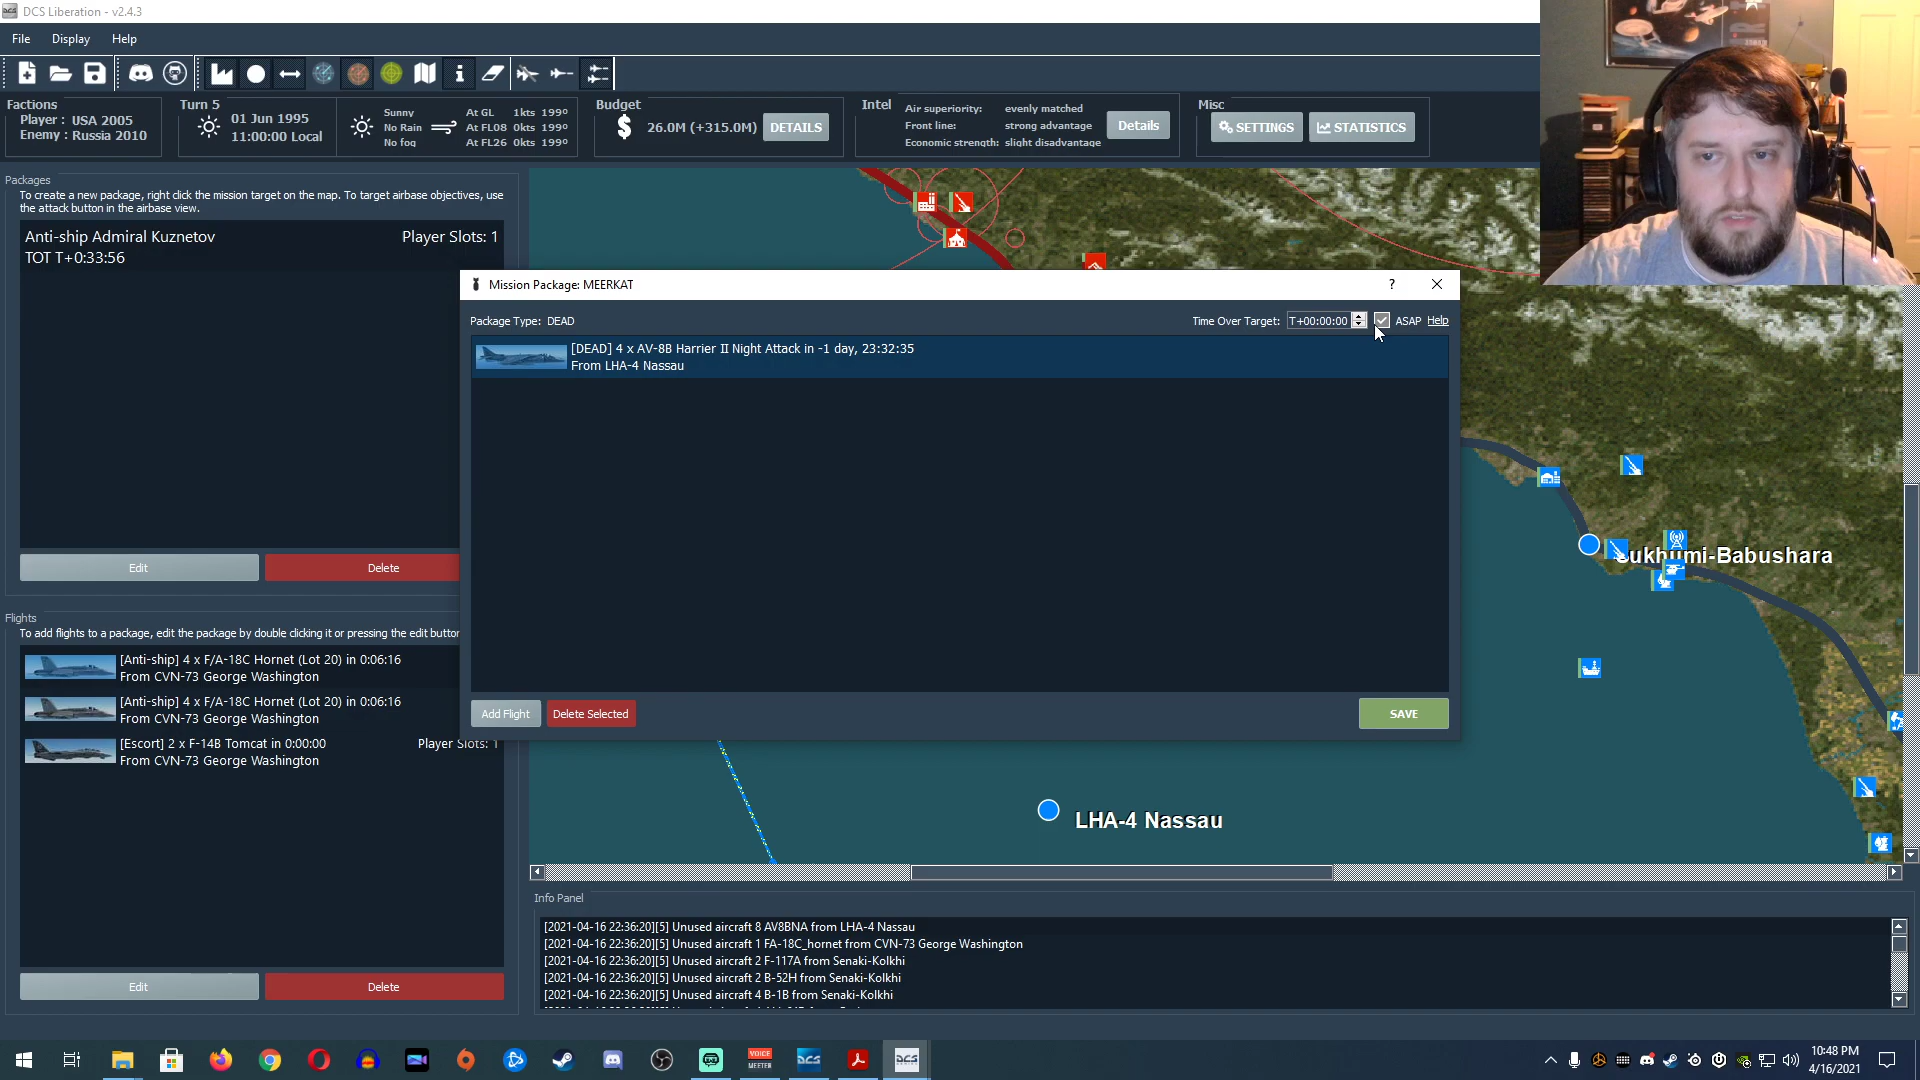 DCS Liberation - v2.4.3
File Display Help
Factions
Player : USA 2005
Enemy : Russia 2010
Turn 5
01 Jun 1995
11:00:00 Local
Sunny
No Rain
No fog
At GL 1kts 199º
At FL08 0kts 199º
At FL26 0kts 199º
Budget
$ 26.0M (+315.0M) DETAILS
Intel
Air superiority: evenly matched
Front line: strong advantage
Economic strength: slight disadvantage
Details
Misc
SETTINGS STATISTICS
Packages
To create a new package, right click the mission target on the map. To target airbase objectives, use
the attack button in the airbase view.
Anti-ship Admiral Kuznetov Player Slots: 1
TOT T+0:33:56
Edit Delete
Mission Package: MEERKAT ?
Package Type: DEAD
Time Over Target: T+00:00:00 ASAP Help
[DEAD] 4 x AV-8B Harrier II Night Attack in -1 day, 23:32:35
From LHA-4 Nassau
Add Flight Delete Selected SAVE
ukhumi-Babushara
LHA-4 Nassau
Flights
To add flights to a package, edit the package by double clicking it or pressing the edit button
[Anti-ship] 4 x F/A-18C Hornet (Lot 20) in 0:06:16
From CVN-73 George Washington
[Anti-ship] 4 x F/A-18C Hornet (Lot 20) in 0:06:16
From CVN-73 George Washington
[Escort] 2 x F-14B Tomcat in 0:00:00 Player Slots: 1
From CVN-73 George Washington
Edit Delete
Info Panel
[2021-04-16 22:36:20][5] Unused aircraft 8 AV8BNA from LHA-4 Nassau
[2021-04-16 22:36:20][5] Unused aircraft 1 FA-18C_hornet from CVN-73 George Washington
[2021-04-16 22:36:20][5] Unused aircraft 2 F-117A from Senaki-Kolkhi
[2021-04-16 22:36:20][5] Unused aircraft 2 B-52H from Senaki-Kolkhi
[2021-04-16 22:36:20][5] Unused aircraft 4 B-1B from Senaki-Kolkhi
VOICE
MEETER
DCS
DCS
10:48 PM
4/16/2021